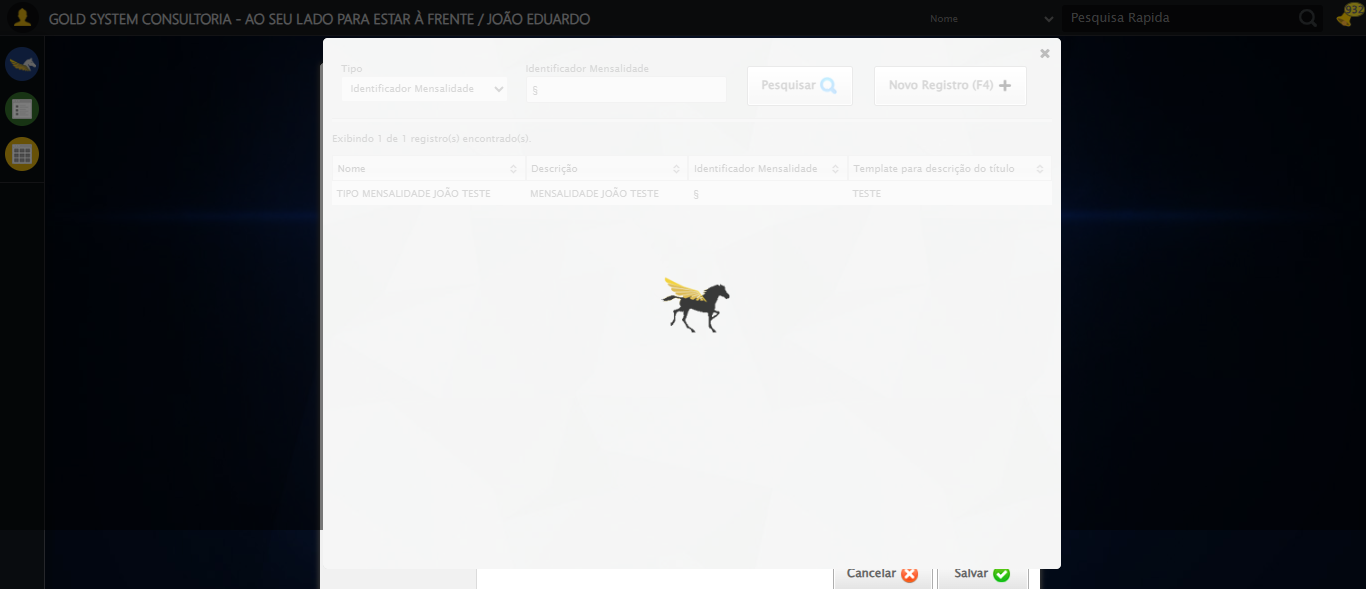 GOLD SYSTEM CONSULTORIA - AO SEU LADO PARA ESTAR À FRENTE / JOÃO EDUARDO
Nome
Pesquisa Rapida
932
Tipo
Identificador Mensalidade
Identificador Mensalidade
§
Pesquisar
Novo Registro (F4)
Exibindo 1 de 1 registro(s) encontrado(s).
Nome Descrição Identificador Mensalidade Template para descrição do título
TIPO MENSALIDADE JOÃO TESTE MENSALIDADE JOÃO TESTE § TESTE
Cancelar Salvar